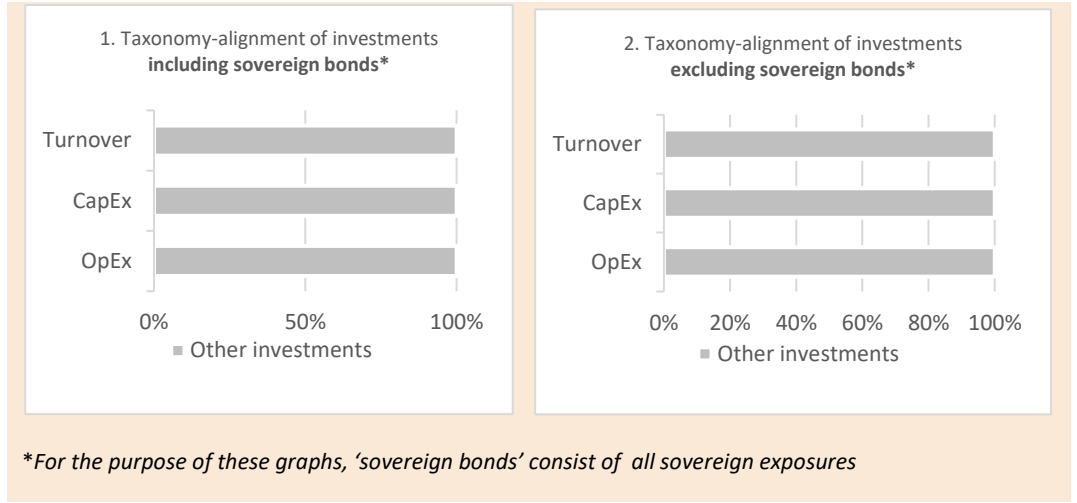 1. Taxonomy-alignment of investments
including sovereign bonds*
Turnover
CapEx
OpEx
0% 50% 100%
Other investments
2. Taxonomy-alignment of investments
excluding sovereign bonds*
Turnover
CapEx
OpEx
0% 20% 40% 60% 80% 100%
Other investments
*For the purpose of these graphs, ‘sovereign bonds’ consist of all sovereign exposures